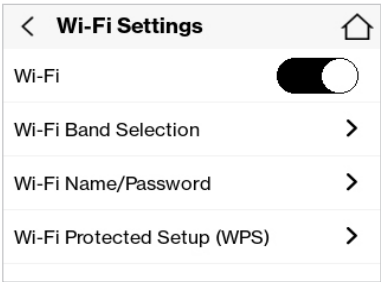 Wi-Fi Settings
Wi-Fi
Wi-Fi Band Selection
Wi-Fi Name/Password
Wi-Fi Protected Setup (WPS)